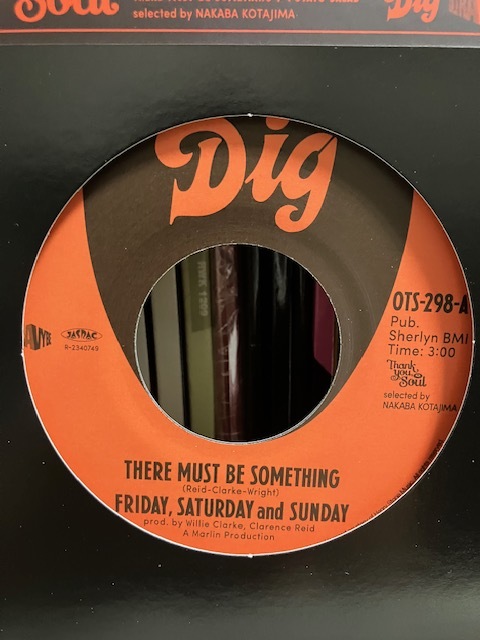 Soul
selected by NAKABA KOTAJIMA
Dig
Dig
OTS-298-A
Pub.
Sherlyn BMI
Time: 3:00
Thank
you,
Soul
selected by
NAKABA KOTAJIMA
JASRAC
R-2340749
THERE MUST BE SOMETHING
(Reid-Clarke-Wright)
FRIDAY, SATURDAY and SUNDAY
prod. by Willie Clarke, Clarence Reid
A Marlin Production